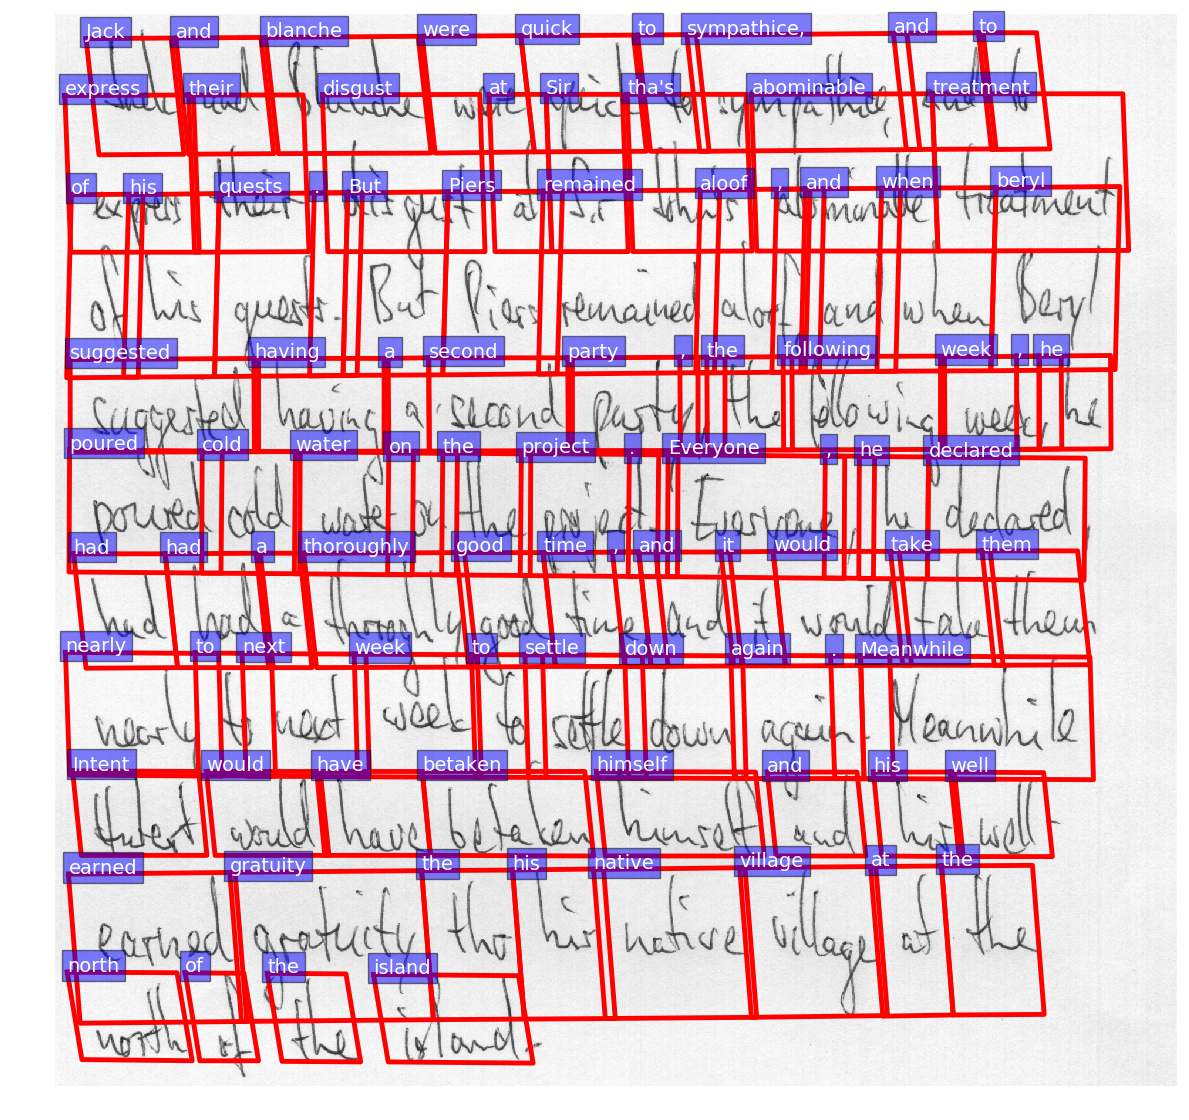 Jack and blanche were quick to sympathice, and to
Jack and Blanche were quick to sympathise, and to
express their disgust at Sir tha's abominable treatment
express their disgust at Sir John's abominable treatment
of his quests . But Piers remained aloof , and when beryl
of his guests. But Piers remained aloof and when Beryl
suggested having a second party , the following week , he
suggested having a second party, the following week, he
poured cold water on the project . Everyone , he declared
poured cold water on the project. Everyone, he declared,
had had a thoroughly good time , and it would take them
had had a thoroughly good time, and it would take them
nearly to next week to settle down again . Meanwhile
nearly to next week to settle down again. Meanwhile
Intent would have betaken himself and his well
Hubert would have betaken himself and his well-
earned gratuity the his native village at the
earned gratuity tho his native village at the
north of the island
north of the island.